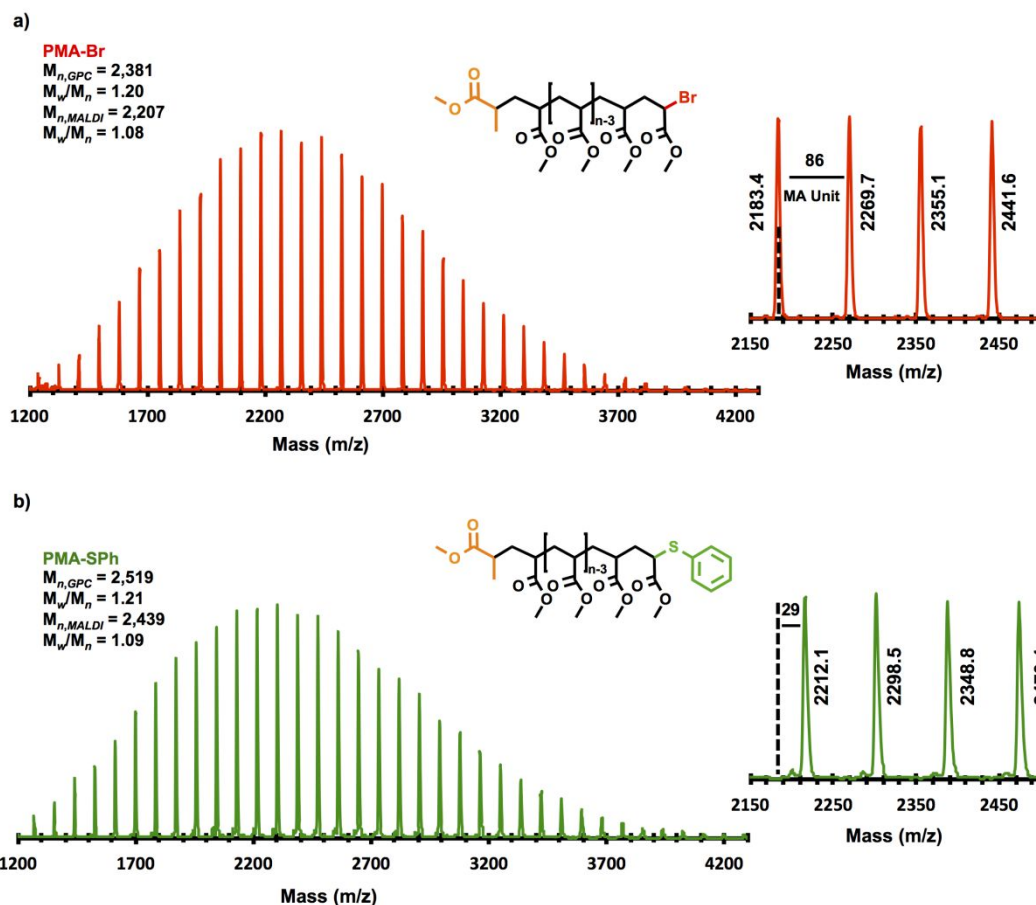 a)
PMA-Br
Mn,GPC = 2,381
Mw/Mn = 1.20
Mn,MALDI = 2,207
Mw/Mn = 1.08
O
O
n-3
Br
O O O O
O O O O
2183.4
86
MA Unit
2269.7
2355.1
2441.6
2150 2250 2350 2450
Mass (m/z)
1200 1700 2200 2700 3200 3700 4200
Mass (m/z)
b)
PMA-SPh
Mn,GPC = 2,519
Mw/Mn = 1.21
Mn,MALDI = 2,439
Mw/Mn = 1.09
O
O
n-3
S
O O O O
O O O O
29
2212.1
2298.5
2348.8
2150 2250 2350 2450
Mass (m/z)
1200 1700 2200 2700 3200 3700 4200
Mass (m/z)